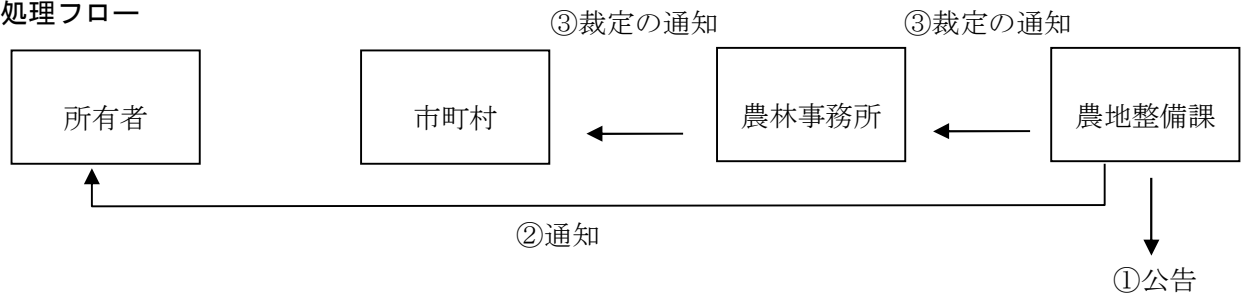 処理フロー
③裁定の通知
③裁定の通知
所有者
市町村
農林事務所
農地整備課
②通知
①公告